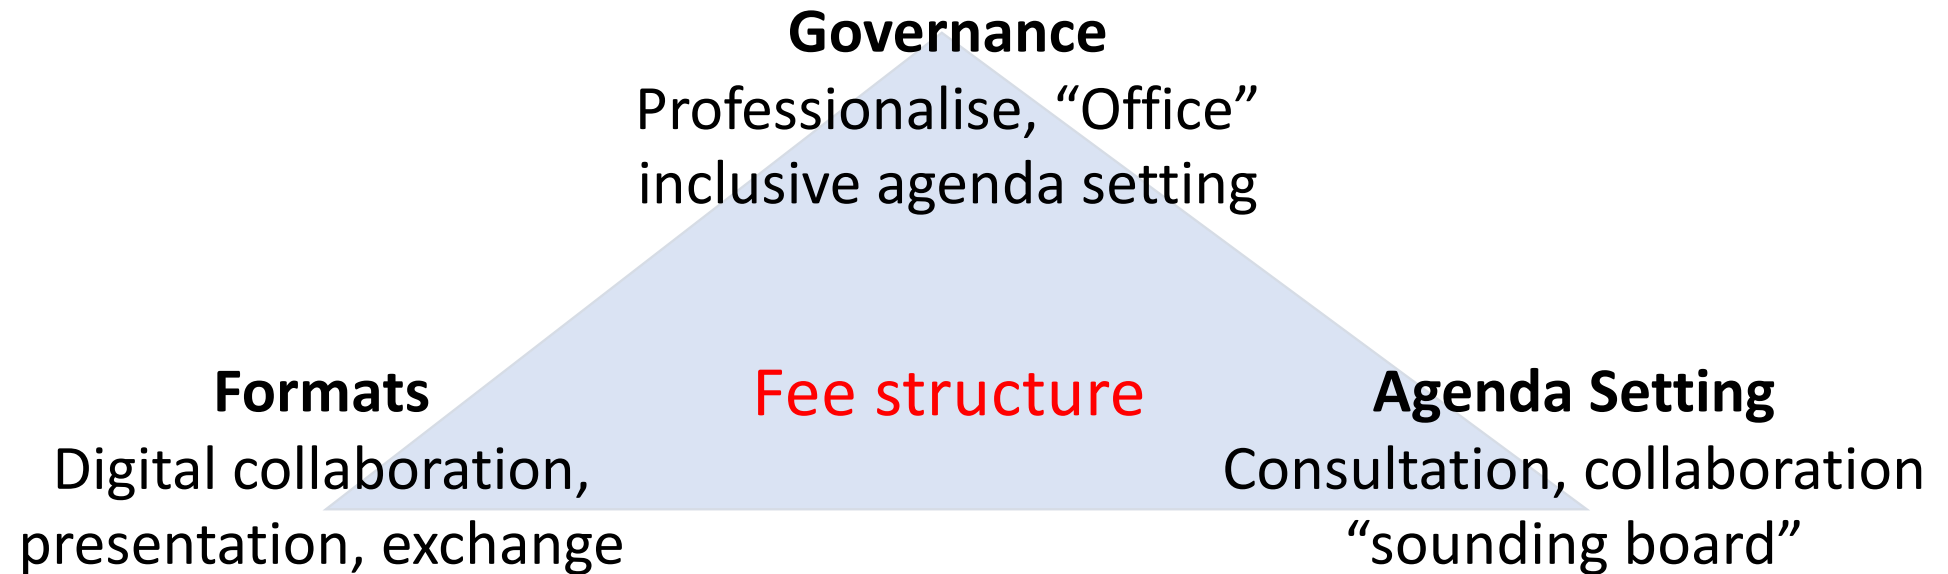 Governance
Professionalise, “Office”
inclusive agenda setting
Formats
Digital collaboration,
presentation, exchange
Fee structure
Agenda Setting
Consultation, collaboration
“sounding board”